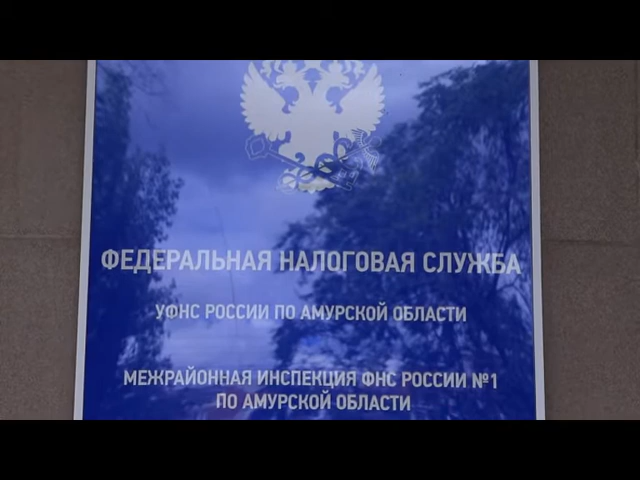 ФЕДЕРАЛЬНАЯ НАЛОГОВАЯ СЛУЖБА
УФНС РОССИИ ПО АМУРСКОЙ ОБЛАСТИ
МЕЖРАЙОННАЯ ИНСПЕКЦИЯ ФНС РОССИИ №1
ПО АМУРСКОЙ ОБЛАСТИ